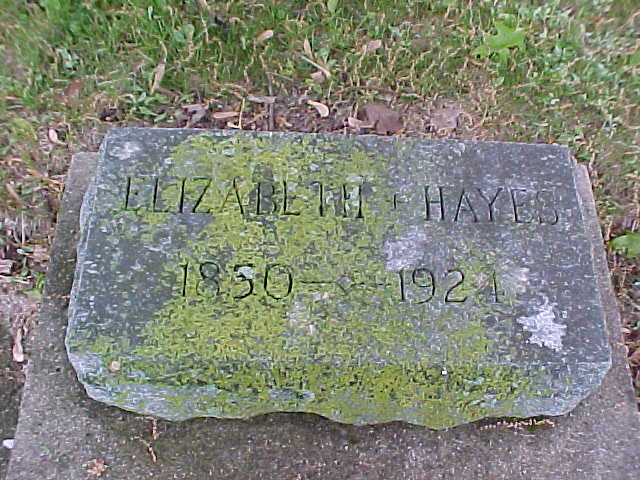 ELIZABETH F HAYES
1850 — 1924